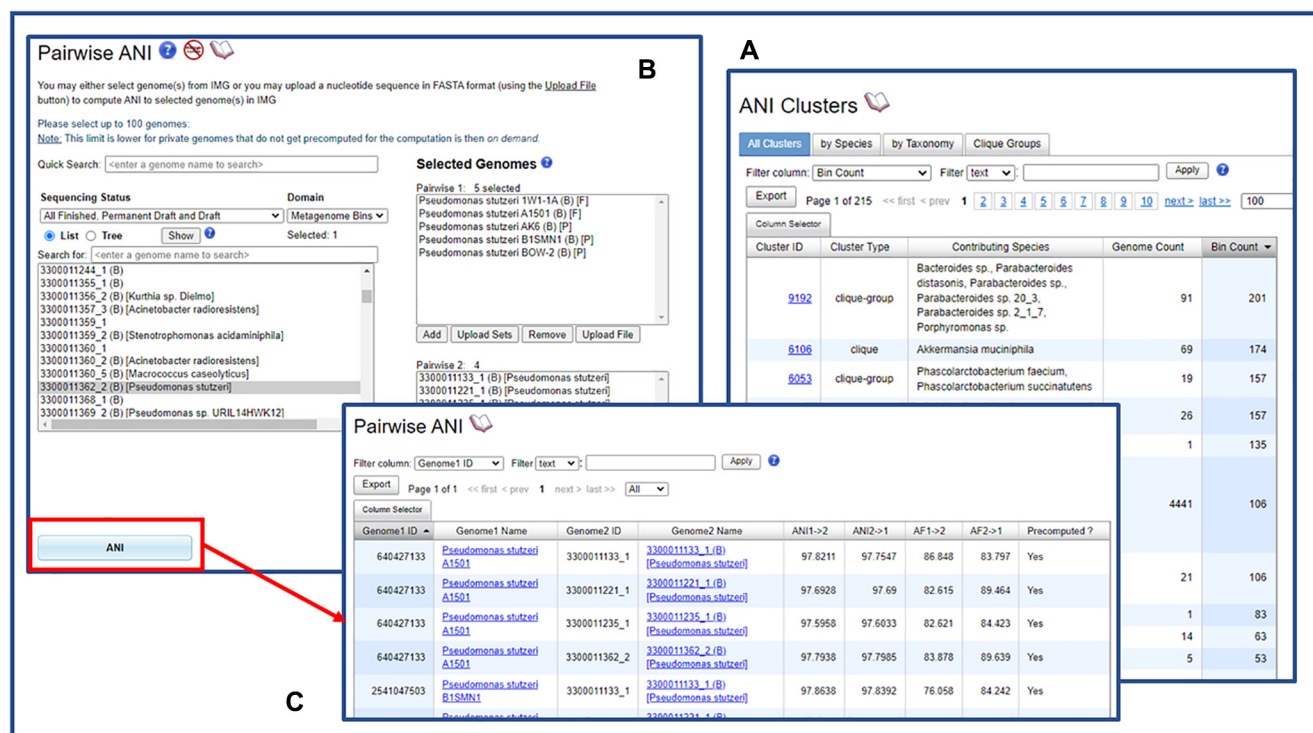 A
B
Pairwise ANI
You may either select genome(s) from IMG or you may upload a nucleotide sequence in FASTA format (using the Upload File
button) to compute ANI to selected genome(s) in IMG
Please select up to 100 genomes:
Note: This limit is lower for private genomes that do not get precomputed for the computation is then on demand.
Quick Search: <enter a genome name to search>
Sequencing Status Domain
All Finished, Permanent Draft and Draft Metagenome Bins
List Tree Show Selected: 1
Search for: <enter a genome name to search>
3300011244_1 (B)
3300011355_1 (B)
3300011356_2 (B) [Kurthia sp. Dielmo]
3300011357_3 (B) [Acinetobacter radioresistens]
3300011359_1
3300011359_2 (B) [Stenotrophomonas acidaminiphila]
3300011360_1
3300011360_2 (B) [Acinetobacter radioresistens]
3300011360_5 (B) [Macrococcus caseolyticus]
3300011362_2 (B) [Pseudomonas stutzeri]
3300011368_1 (B)
3300011369_2 (B) [Pseudomonas sp. URIL14HWK12]
ANI
Selected Genomes
Pairwise 1: 5 selected
Pseudomonas stutzeri 1W1-1A (B) [F]
Pseudomonas stutzeri A1501 (B) [F]
Pseudomonas stutzeri AK6 (B) [P]
Pseudomonas stutzeri B1SMN1 (B) [P]
Pseudomonas stutzeri BOW-2 (B) [P]
Add Upload Sets Remove Upload File
Pairwise 2: 4
3300011133_1 (B) [Pseudomonas stutzeri]
3300011221_1 (B) [Pseudomonas stutzeri]
3300011235_1 (B) [Pseudomonas stutzeri]
ANI Clusters
All Clusters by Species by Taxonomy Clique Groups
Filter column: Bin Count Filter text : Apply
Export Page 1 of 215 << first < prev 1 2 3 4 5 6 7 8 9 10 next > last >> 100
Column Selector
Cluster ID Cluster Type Contributing Species Genome Count Bin Count
Bacteroides sp., Parabacteroides
distasonis, Parabacteroides sp.,
9192 clique-group Parabacteroides sp. 20_3, 91 201
Parabacteroides sp. 2_1_7,
Porphyromonas sp.
6106 clique Akkermansia muciniphila 69 174
6053 clique-group Phascolarctobacterium faecium, 19 157
Phascolarctobacterium succinatutens
26 157
1 135
4441 106
21 106
1 83
14 63
5 53
Pairwise ANI
Filter column: Genome1 ID Filter text : Apply
Export Page 1 of 1 << first < prev 1 next > last >> All
Column Selector
Genome1 ID Genome1 Name Genome2 ID Genome2 Name ANI1->2 ANI2->1 AF1->2 AF2->1 Precomputed ?
640427133 Pseudomonas stutzeri A1501 3300011133_1 3300011133_1 (B) [Pseudomonas stutzeri] 97.8211 97.7547 86.848 83.797 Yes
640427133 Pseudomonas stutzeri A1501 3300011221_1 3300011221_1 (B) [Pseudomonas stutzeri] 97.6928 97.69 82.615 89.464 Yes
640427133 Pseudomonas stutzeri A1501 3300011235_1 3300011235_1 (B) [Pseudomonas stutzeri] 97.5958 97.6033 82.621 84.423 Yes
640427133 Pseudomonas stutzeri A1501 3300011362_2 3300011362_2 (B) [Pseudomonas stutzeri] 97.7938 97.7985 83.878 89.639 Yes
2541047503 Pseudomonas stutzeri B1SMN1 3300011133_1 3300011133_1 (B) [Pseudomonas stutzeri] 97.8638 97.8392 76.058 84.242 Yes
C